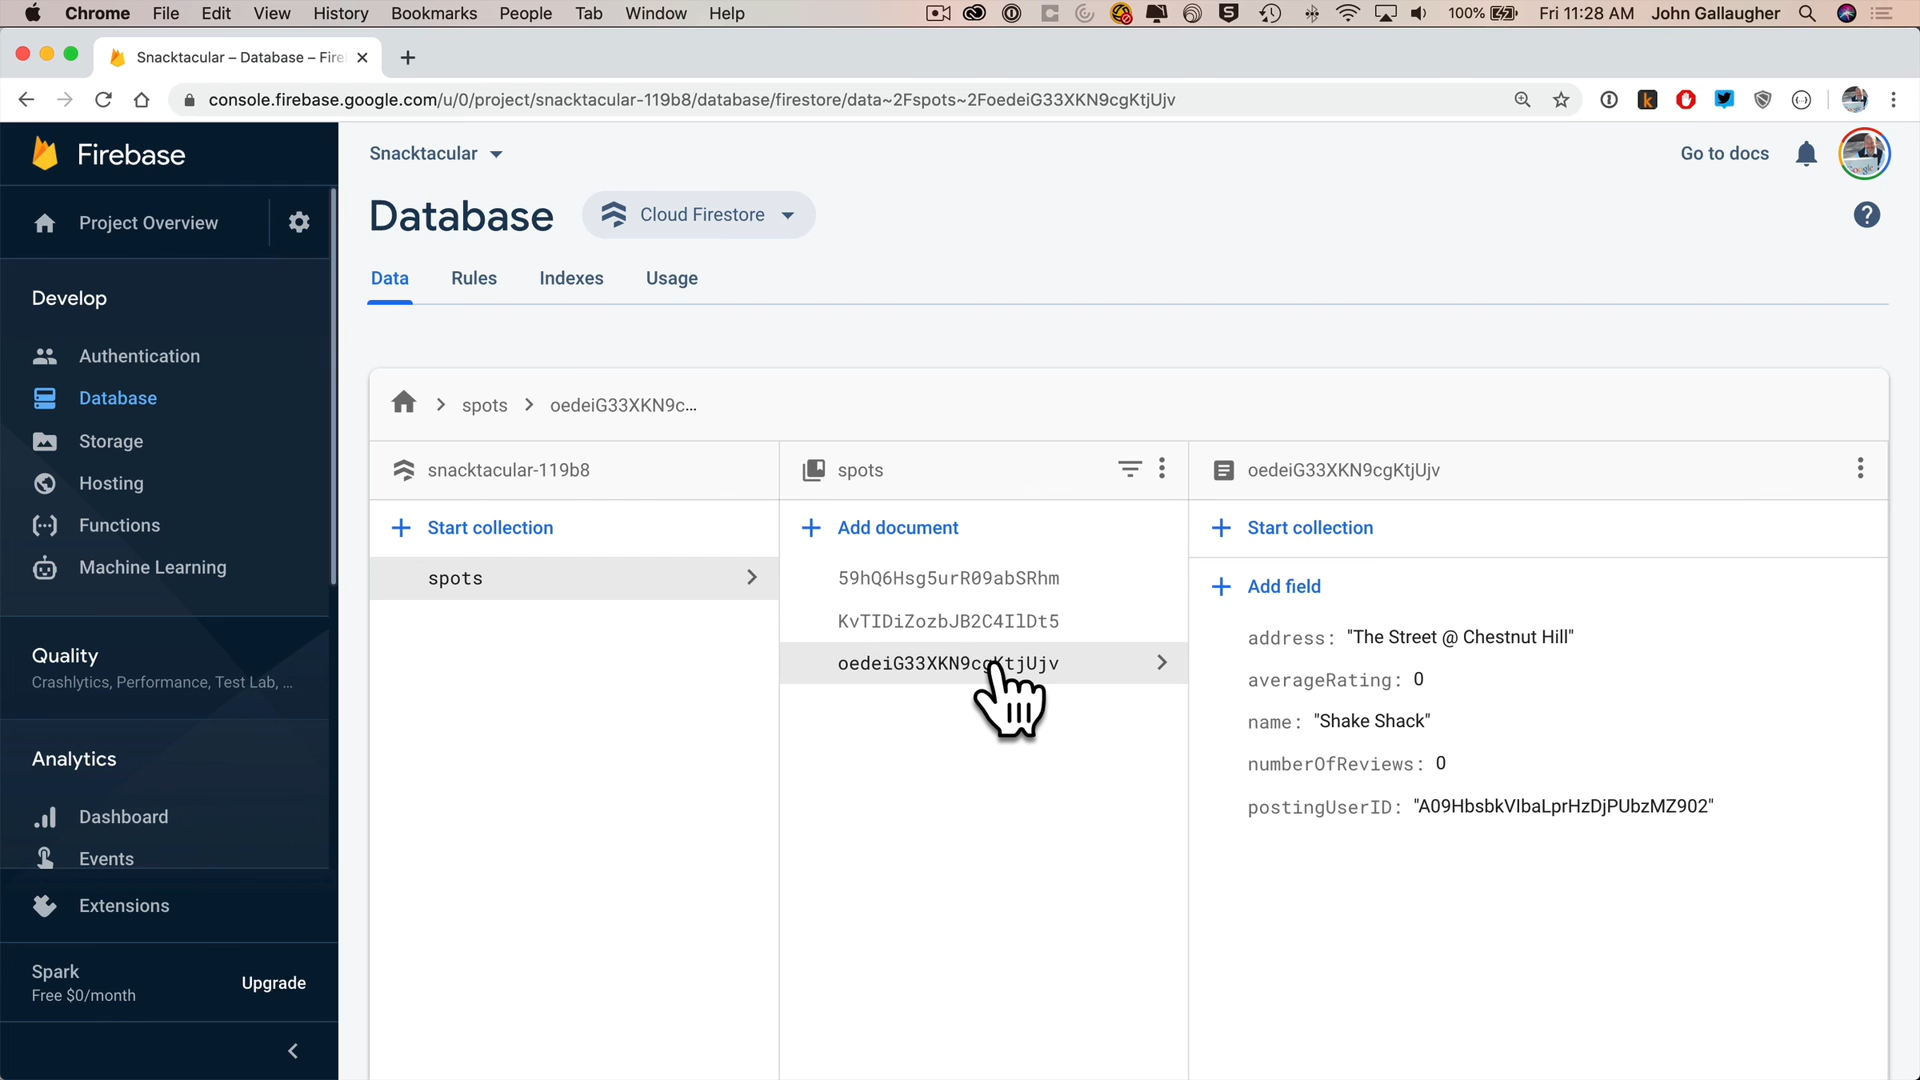 Chrome File Edit View History Bookmarks People Tab Window Help 100% Fri 11:28 AM John Gallaugher
Snacktacular – Database – Fire
console.firebase.google.com/u/0/project/snacktacular-119b8/database/firestore/data~2Fspots~2FoedeiG33XKN9cgKtjUjv
Firebase
Project Overview
Develop
Authentication
Database
Storage
Hosting
Functions
Machine Learning
Quality
Crashlytics, Performance, Test Lab, ...
Analytics
Dashboard
Events
Extensions
Spark
Free $0/month
Upgrade
Snacktacular
Go to docs
Database
Cloud Firestore
Data Rules Indexes Usage
spots oedeiG33XKN9c...
snacktacular-119b8
Start collection
spots
spots
Add document
59hQ6Hsg5urR09abSRhm
KvTIDiZozbJB2C4IlDt5
oedeiG33XKN9cgKtjUjv
oedeiG33XKN9cgKtjUjv
Start collection
Add field
address: "The Street @ Chestnut Hill"
averageRating: 0
name: "Shake Shack"
numberOfReviews: 0
postingUserID: "A09HbsbkVIbaLprHzDjPUbzMZ902"